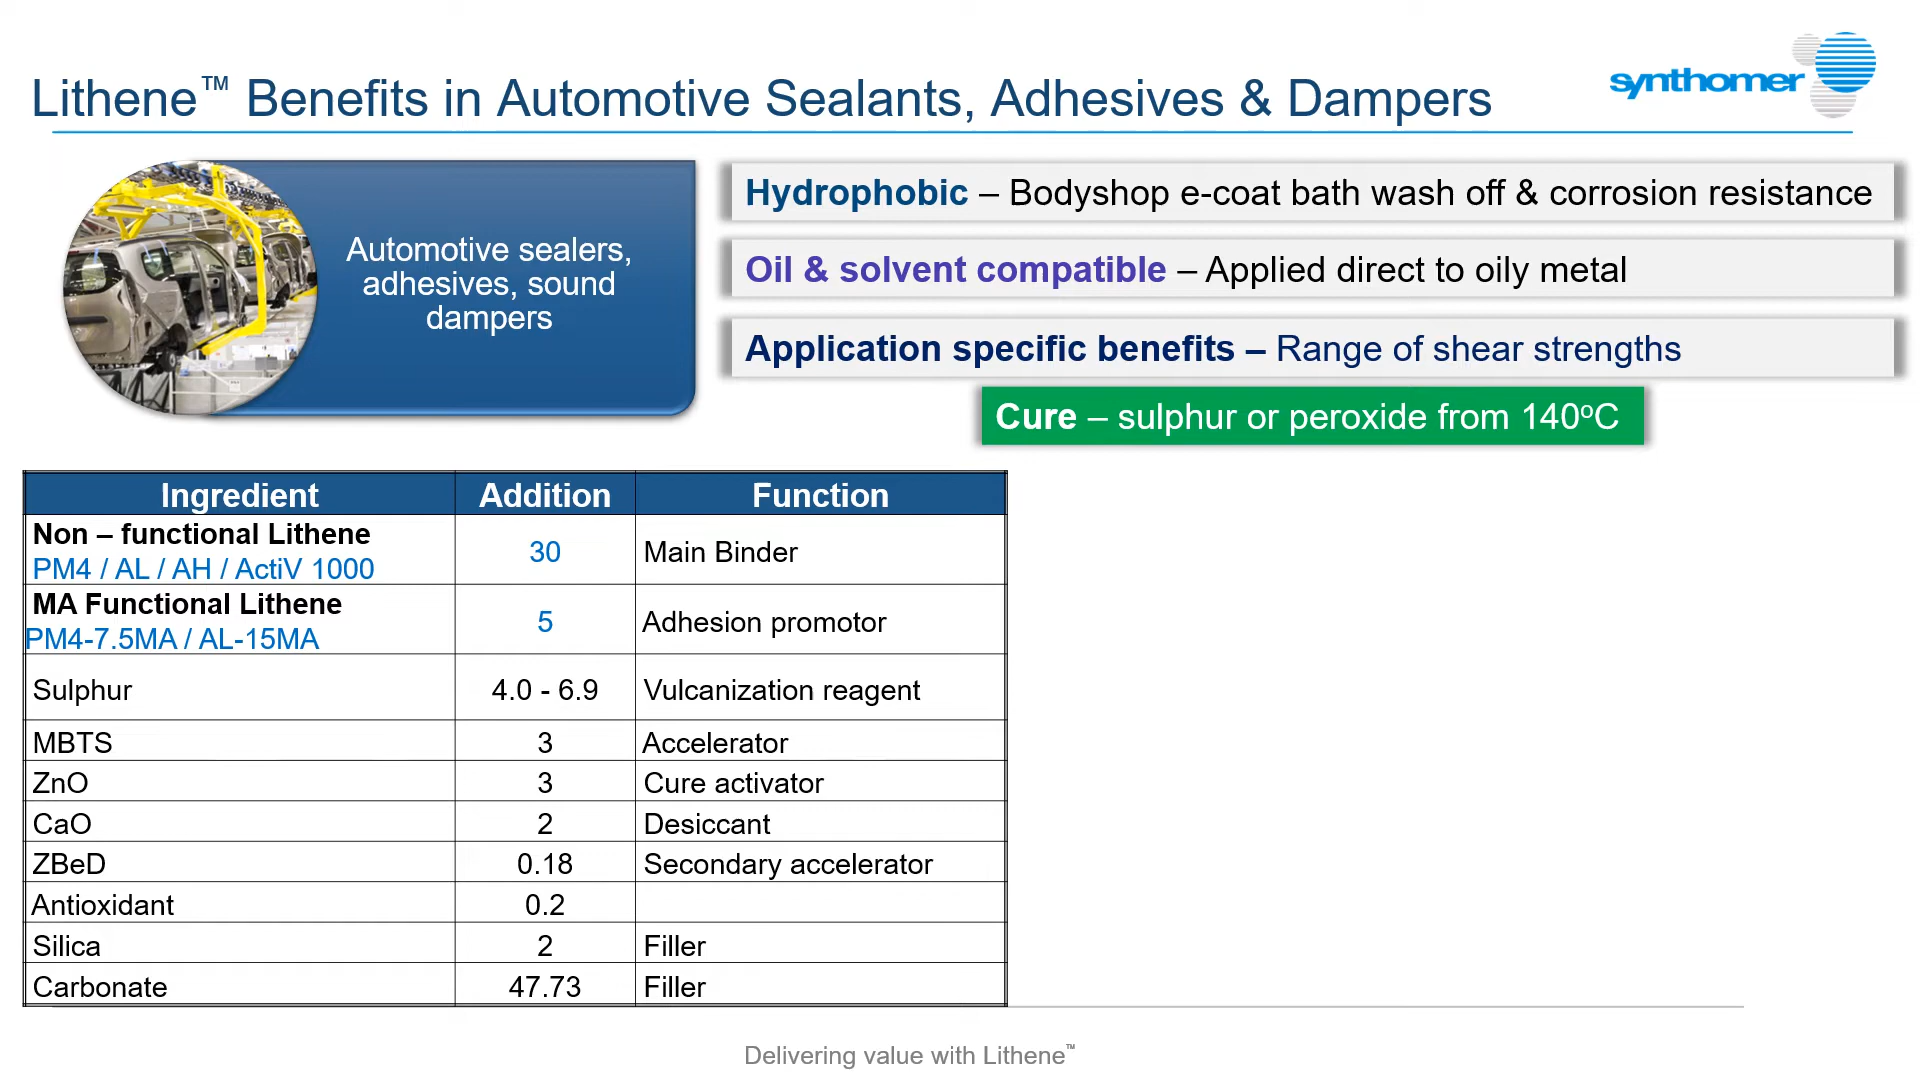 Lithene™ Benefits in Automotive Sealants, Adhesives & Dampers
synthomer
Automotive sealers,
adhesives, sound
dampers
Hydrophobic – Bodyshop e-coat bath wash off & corrosion resistance
Oil & solvent compatible – Applied direct to oily metal
Application specific benefits – Range of shear strengths
Cure – sulphur or peroxide from 140ºC
Ingredient Addition Function
Non – functional Lithene
PM4 / AL / AH / ActiV 1000 30 Main Binder
MA Functional Lithene
PM4-7.5MA / AL-15MA 5 Adhesion promotor
Sulphur 4.0 - 6.9 Vulcanization reagent
MBTS 3 Accelerator
ZnO 3 Cure activator
CaO 2 Desiccant
ZBeD 0.18 Secondary accelerator
Antioxidant 0.2
Silica 2 Filler
Carbonate 47.73 Filler
Delivering value with Lithene™